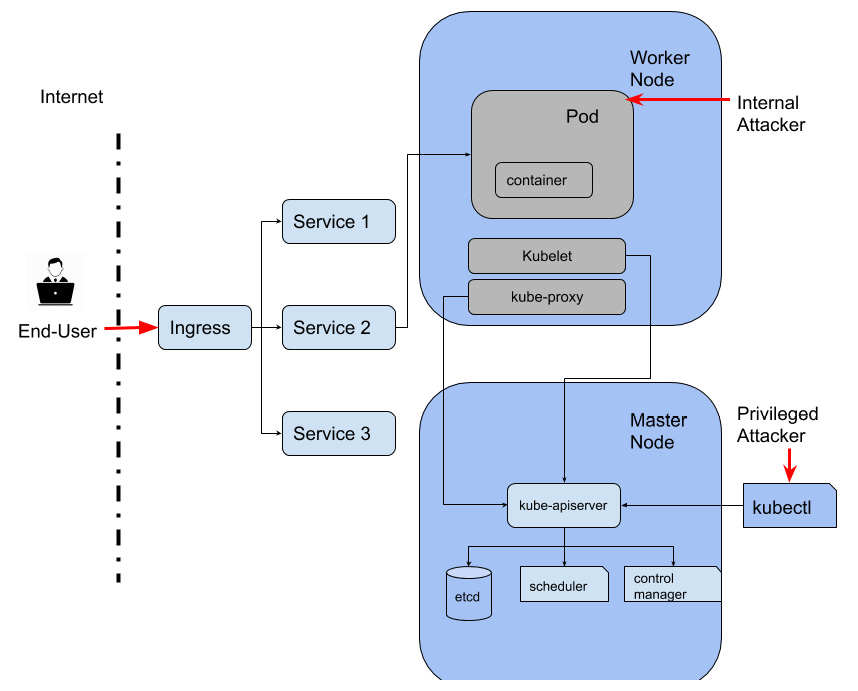 Worker
Node
Internet
Internal
Attacker
Pod
container
Service 1
Kubelet
kube-proxy
End-User
Ingress
Service 2
Service 3
Master
Node
Privileged
Attacker
kube-apiserver
kubectl
etcd
scheduler
control
manager